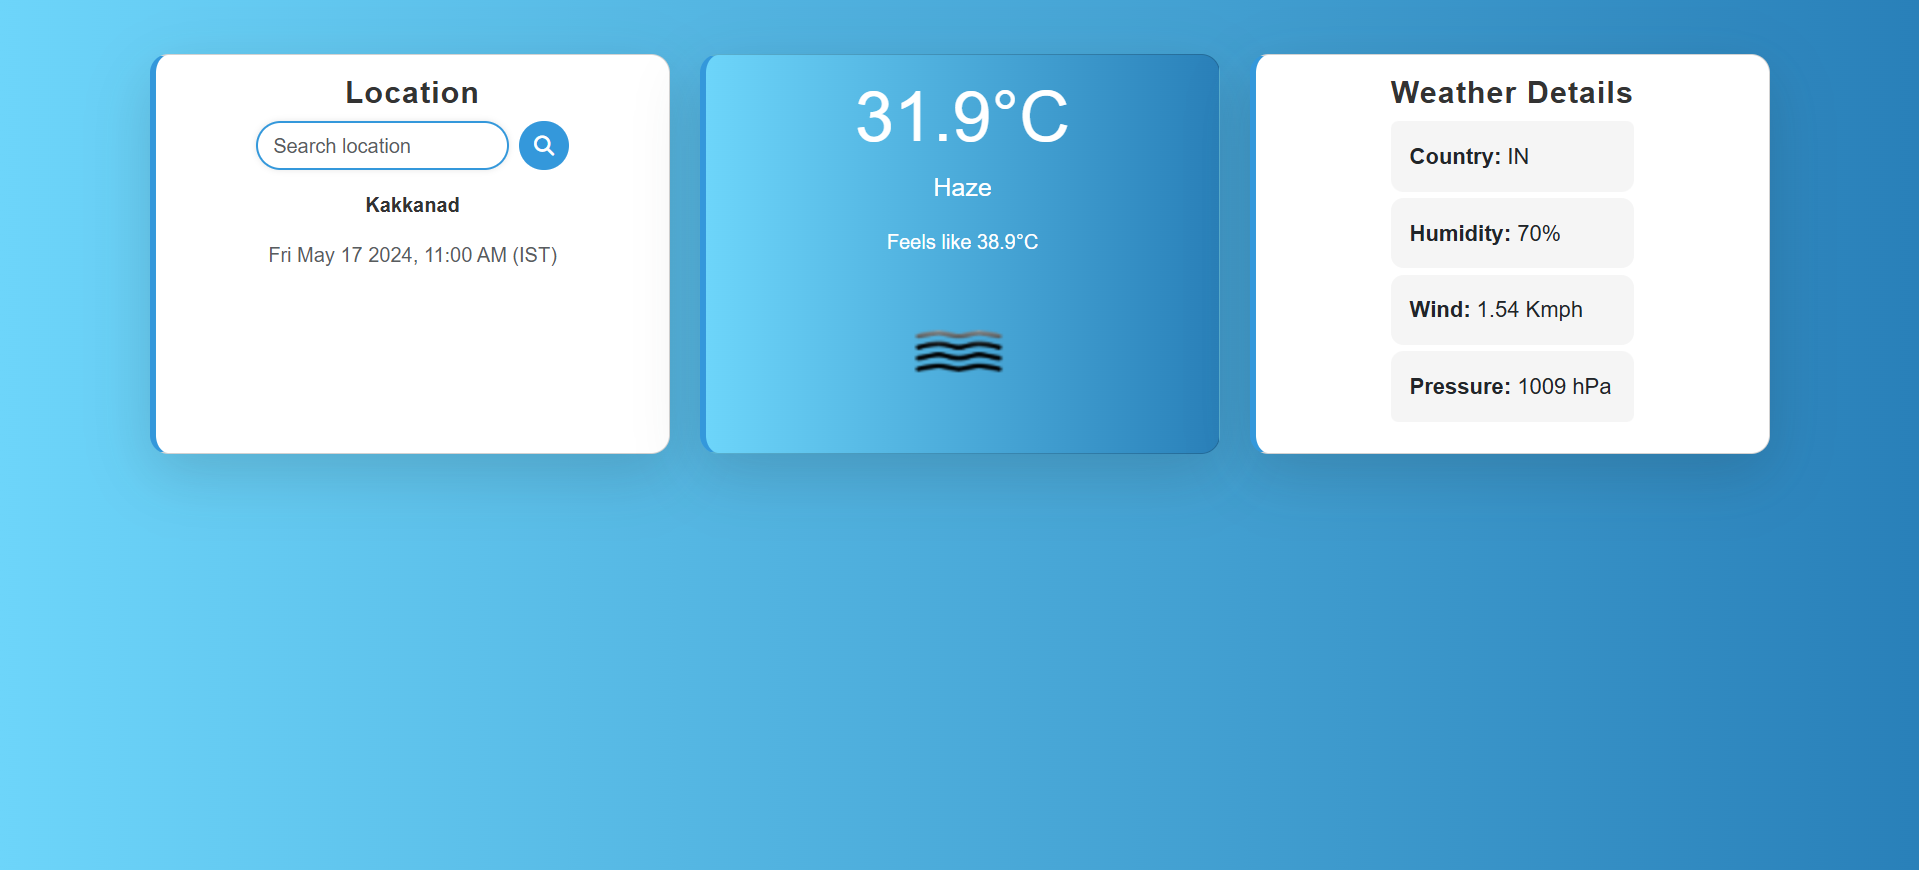 Location
Search location
Kakkanad
Fri May 17 2024, 11:00 AM (IST)
31.9°C
Haze
Feels like 38.9°C
Weather Details
Country: IN
Humidity: 70%
Wind: 1.54 Kmph
Pressure: 1009 hPa